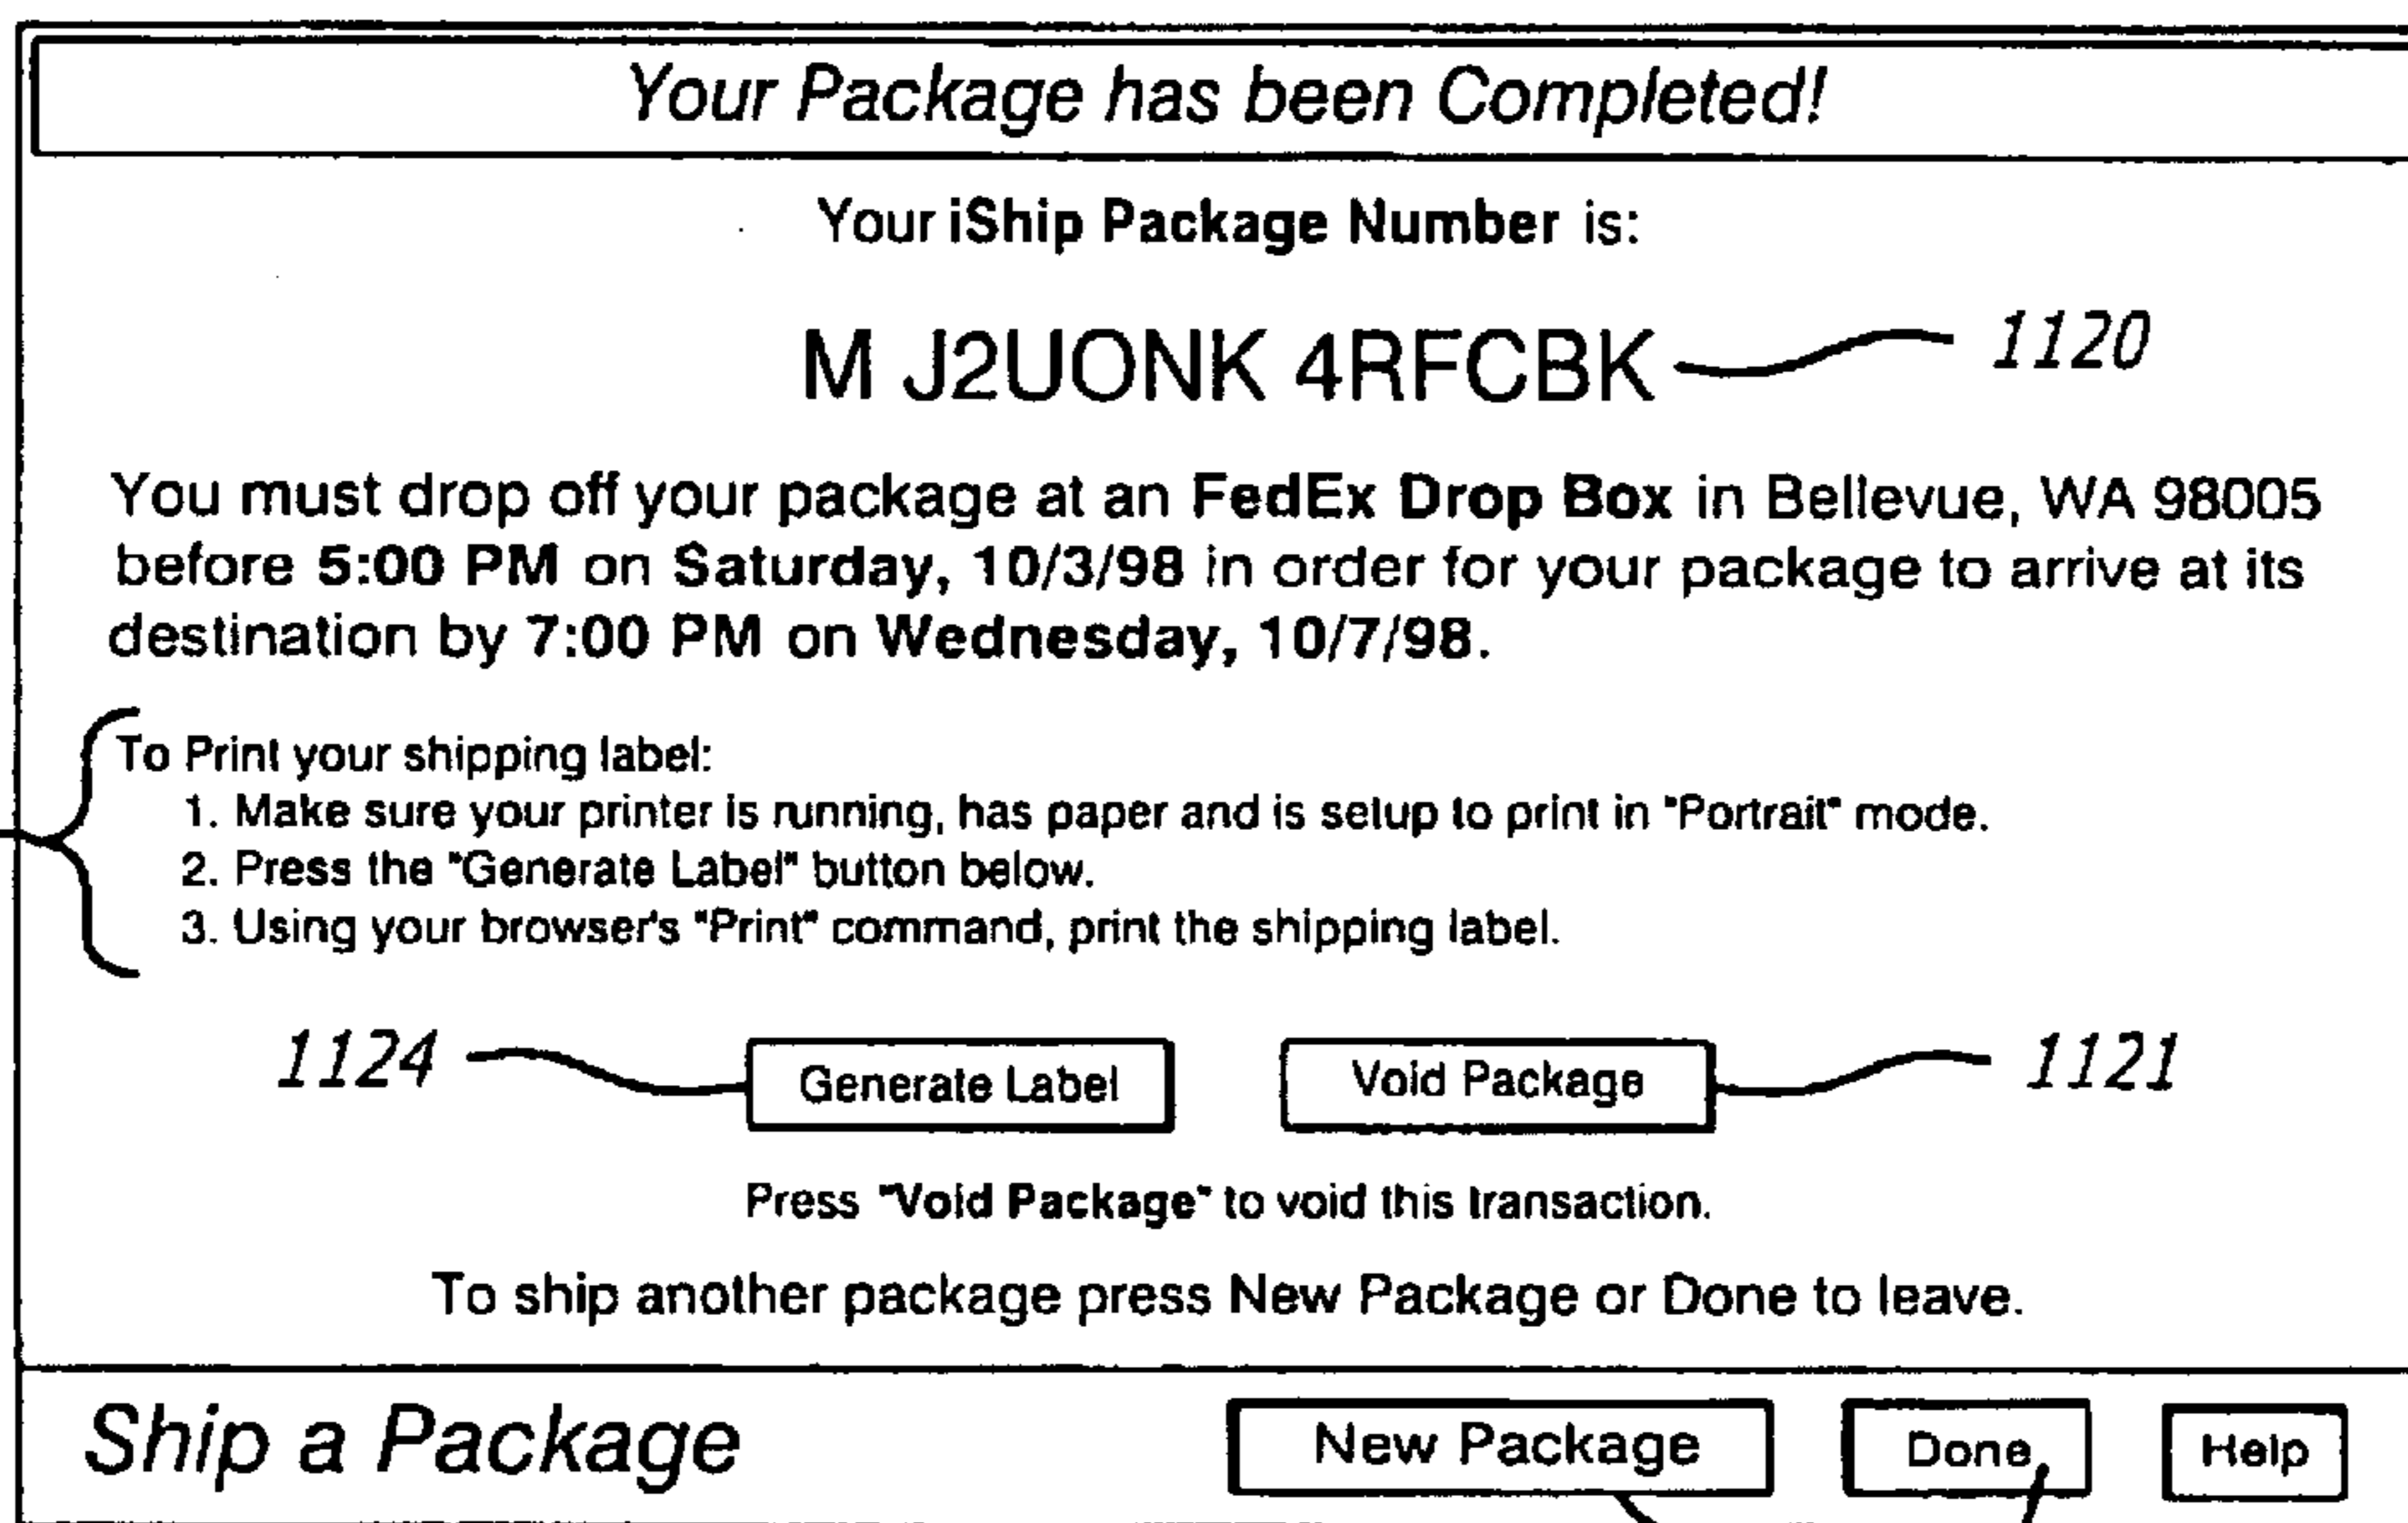 Your Package has been Completed!
Your iShip Package Number is:
M J2UONK 4RFCBK 1120
You must drop off your package at an FedEx Drop Box in Bellevue, WA 98005
before 5:00 PM on Saturday, 10/3/98 in order for your package to arrive at its
destination by 7:00 PM on Wednesday, 10/7/98.
To Print your shipping label:
1. Make sure your printer is running, has paper and is setup to print in "Portrait" mode.
2. Press the "Generate Label" button below.
3. Using your browser's "Print" command, print the shipping label.
1124 Generate Label Void Package 1121
Press "Void Package" to void this transaction.
To ship another package press New Package or Done to leave.
Ship a Package New Package Done Help